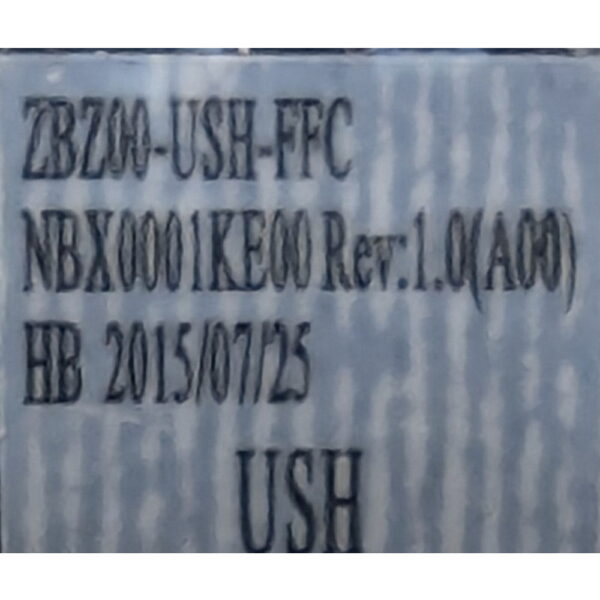 ZBZ00-USH-FFC
NBX0001KE00 Rev:1.0(A00)
HB 2015/07/25
USH